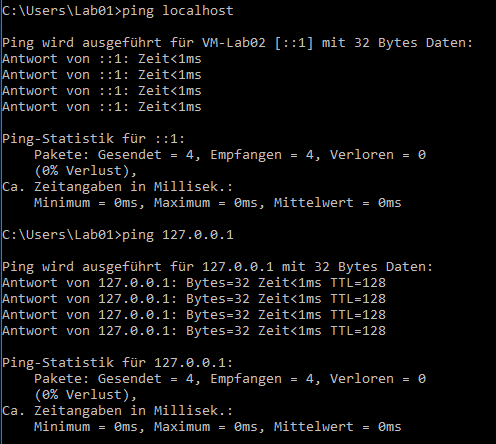 C:\Users\Lab01>ping localhost
Ping wird ausgeführt für VM-Lab02 [::1] mit 32 Bytes Daten:
Antwort von ::1: Zeit<1ms
Antwort von ::1: Zeit<1ms
Antwort von ::1: Zeit<1ms
Antwort von ::1: Zeit<1ms
Ping-Statistik für ::1:
    Pakete: Gesendet = 4, Empfangen = 4, Verloren = 0
    (0% Verlust),
Ca. Zeitangaben in Millisek.:
    Minimum = 0ms, Maximum = 0ms, Mittelwert = 0ms
C:\Users\Lab01>ping 127.0.0.1
Ping wird ausgeführt für 127.0.0.1 mit 32 Bytes Daten:
Antwort von 127.0.0.1: Bytes=32 Zeit<1ms TTL=128
Antwort von 127.0.0.1: Bytes=32 Zeit<1ms TTL=128
Antwort von 127.0.0.1: Bytes=32 Zeit<1ms TTL=128
Antwort von 127.0.0.1: Bytes=32 Zeit<1ms TTL=128
Ping-Statistik für 127.0.0.1:
    Pakete: Gesendet = 4, Empfangen = 4, Verloren = 0
    (0% Verlust),
Ca. Zeitangaben in Millisek.:
    Minimum = 0ms, Maximum = 0ms, Mittelwert = 0ms